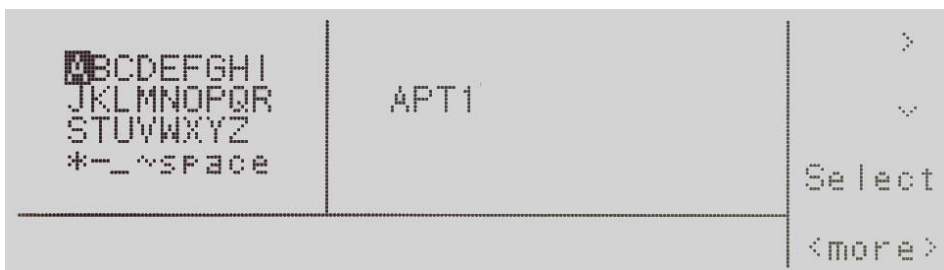 ABCDEFGHI
JKLMNOPQR
STUVWXYZ
*-_~space
APT1
>
⌄
Select
<more>